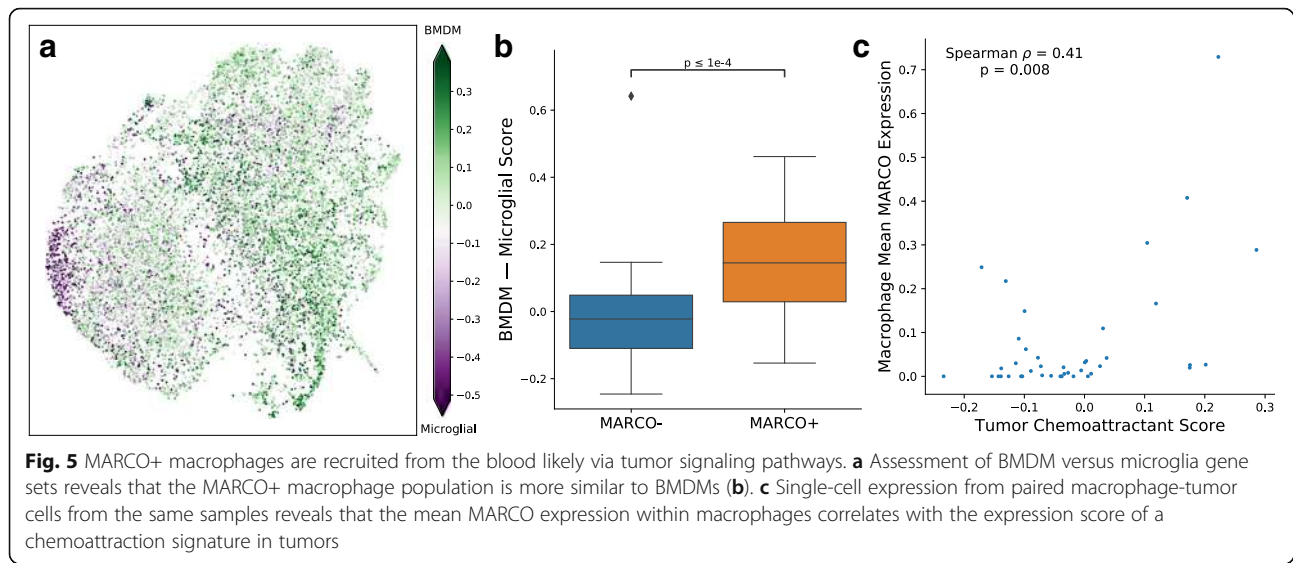 a
BMDM
0.3
0.2
0.1
0.0
−0.1
−0.2
−0.3
−0.4
−0.5
Microglial
b
p ≤ 1e-4
BMDM — Microglial Score
0.6
0.4
0.2
0.0
−0.2
MARCO-
MARCO+
c
Spearman ρ = 0.41
p = 0.008
Macrophage Mean MARCO Expression
0.7
0.6
0.5
0.4
0.3
0.2
0.1
0.0
−0.2
−0.1
0.0
0.1
0.2
0.3
Tumor Chemoattractant Score
Fig. 5 MARCO+ macrophages are recruited from the blood likely via tumor signaling pathways. a Assessment of BMDM versus microglia gene
sets reveals that the MARCO+ macrophage population is more similar to BMDMs (b). c Single-cell expression from paired macrophage-tumor
cells from the same samples reveals that the mean MARCO expression within macrophages correlates with the expression score of a
chemoattraction signature in tumors